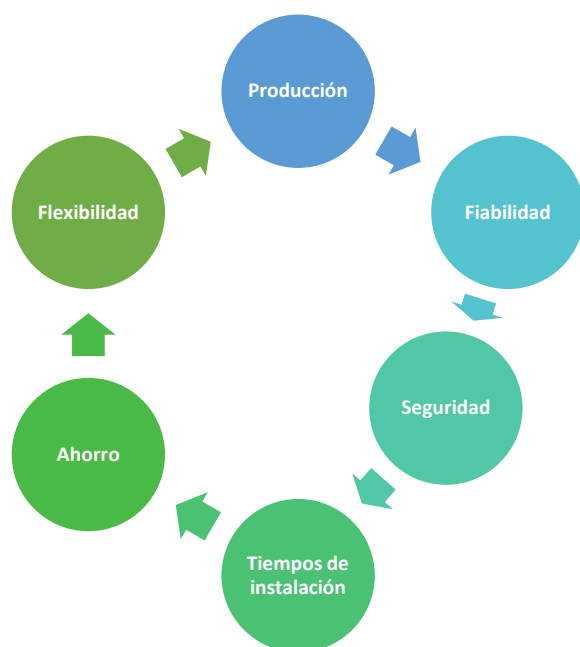 Producción
Fiabilidad
Seguridad
Tiempos de
instalación
Ahorro
Flexibilidad